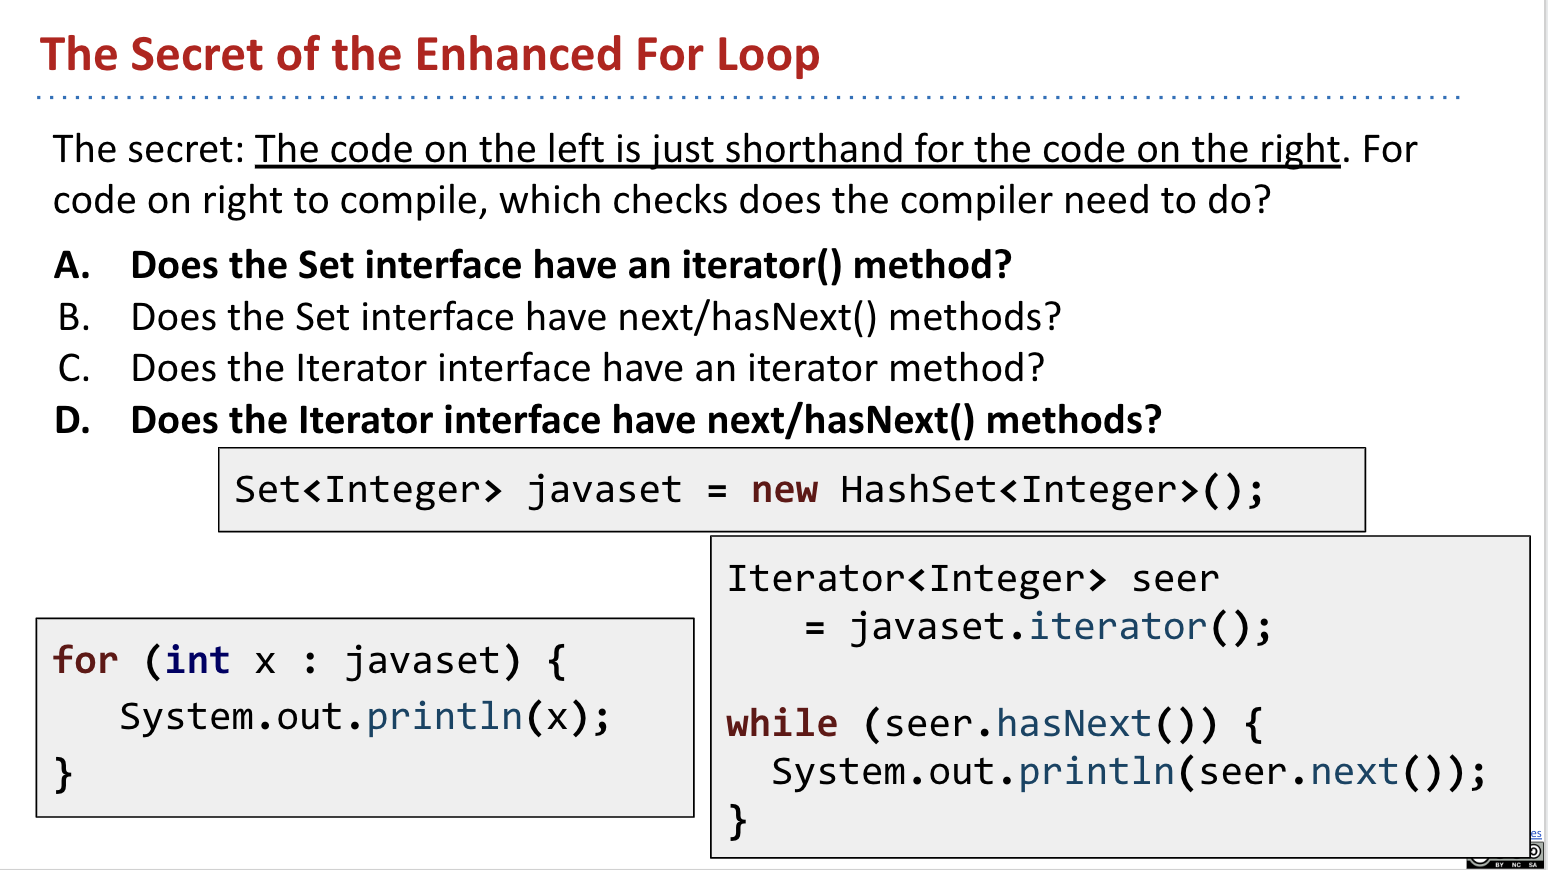 The Secret of the Enhanced For Loop
The secret: The code on the left is just shorthand for the code on the right. For
code on right to compile, which checks does the compiler need to do?
A. Does the Set interface have an iterator() method?
B. Does the Set interface have next/hasNext() methods?
C. Does the Iterator interface have an iterator method?
D. Does the Iterator interface have next/hasNext() methods?
Set<Integer> javaset = new HashSet<Integer>();
for (int x : javaset) {
   System.out.println(x);
}
Iterator<Integer> seer
    = javaset.iterator();
while (seer.hasNext()) {
  System.out.println(seer.next());
}
es
BY NC SA